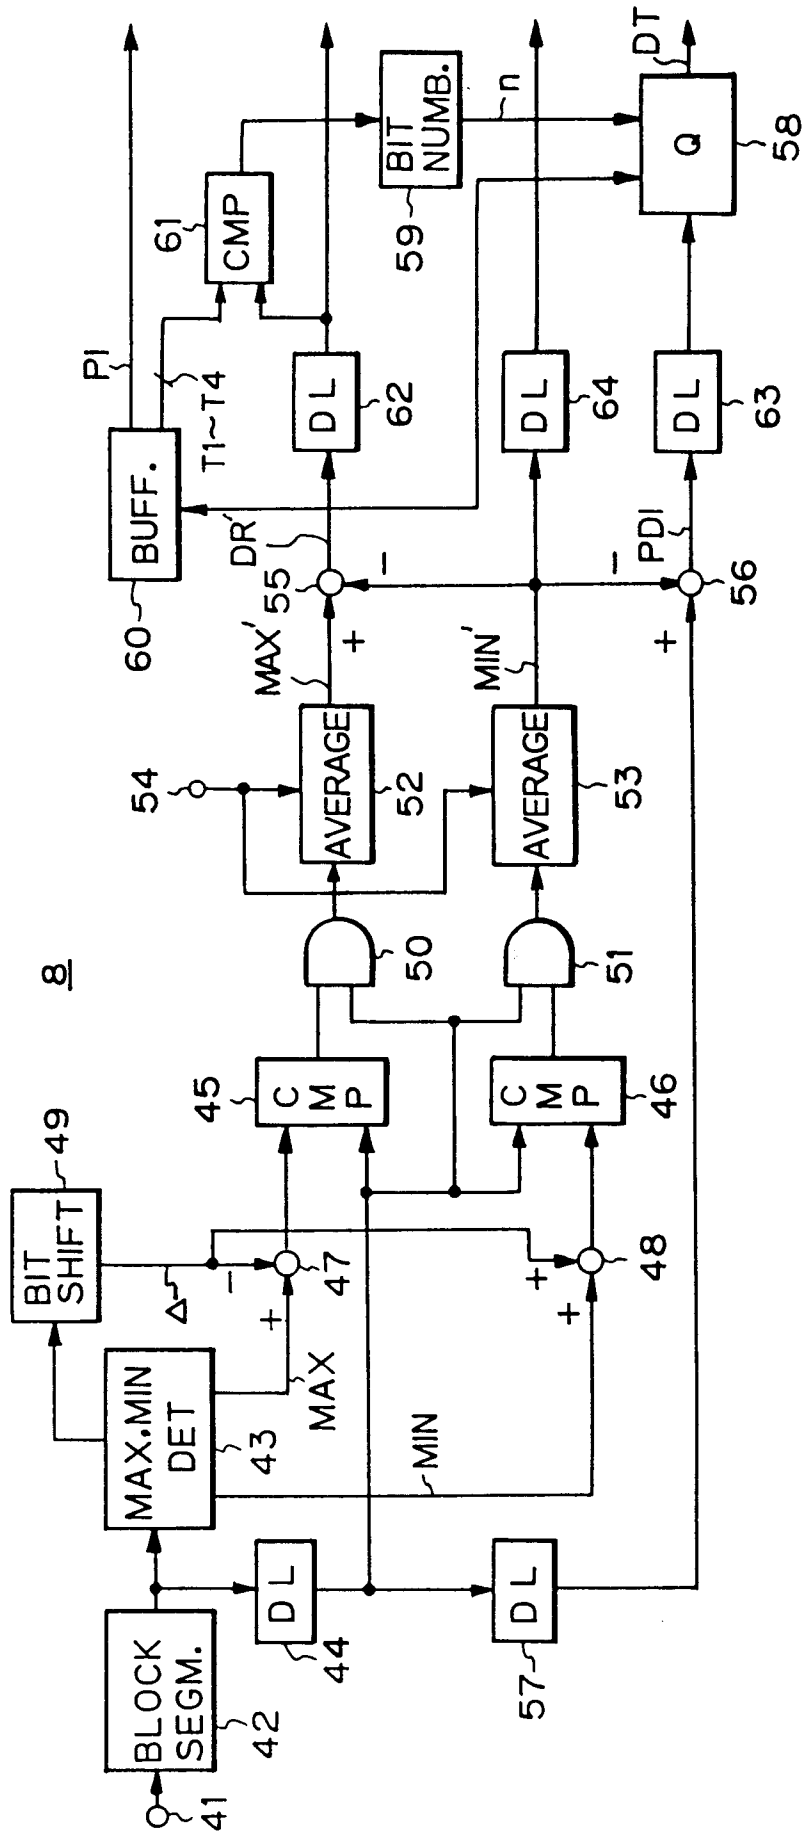 8
41
BLOCK
SEGM.
42
MAX.MIN
DET
43
BIT
SHIFT
49
Δ
−
+
47
MAX
MIN
DL
44
DL
57
+
+
48
CMP
45
CMP
46
50
51
54
AVERAGE
52
AVERAGE
53
MAX'
MIN'
+
−
55
DR'
−
+
56
PDI
BUFF.
60
PI
T1~T4
DL
62
DL
64
DL
63
CMP
61
BIT
NUMB.
59
n
Q
58
DT